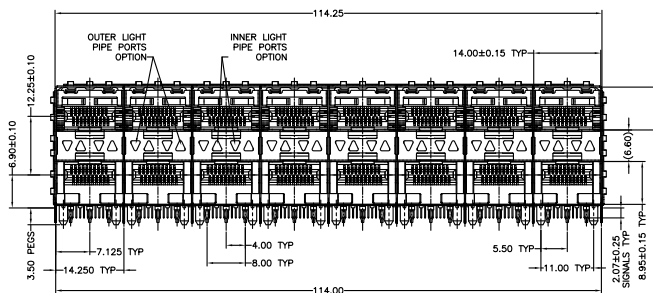 114.25
OUTER LIGHT
PIPE PORTS
OPTION
INNER LIGHT
PIPE PORTS
OPTION
14.00±0.15 TYP
12.25±0.10
6.90±0.10
(6.60)
3.50 PEGS
7.125 TYP
14.250 TYP
4.00 TYP
8.00 TYP
5.50 TYP
11.00 TYP
2.07±0.25
SIGNALS TYP
8.95±0.15 TYP
114.00